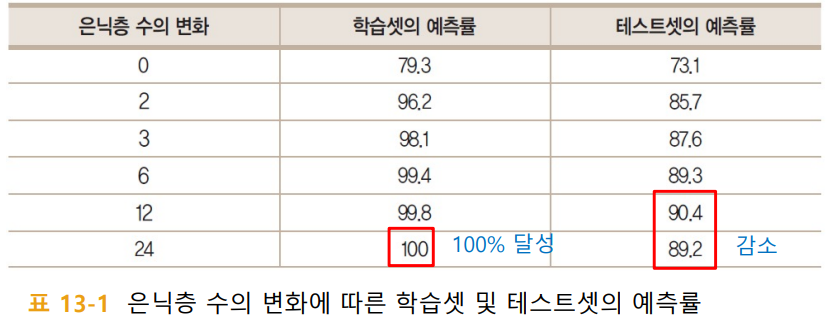 은닉층 수의 변화 학습셋의 예측률 테스트셋의 예측률
0 79.3 73.1
2 96.2 85.7
3 98.1 87.6
6 99.4 89.3
12 99.8 90.4
24 100 100% 달성 89.2 감소
표 13-1 은닉층 수의 변화에 따른 학습셋 및 테스트셋의 예측률